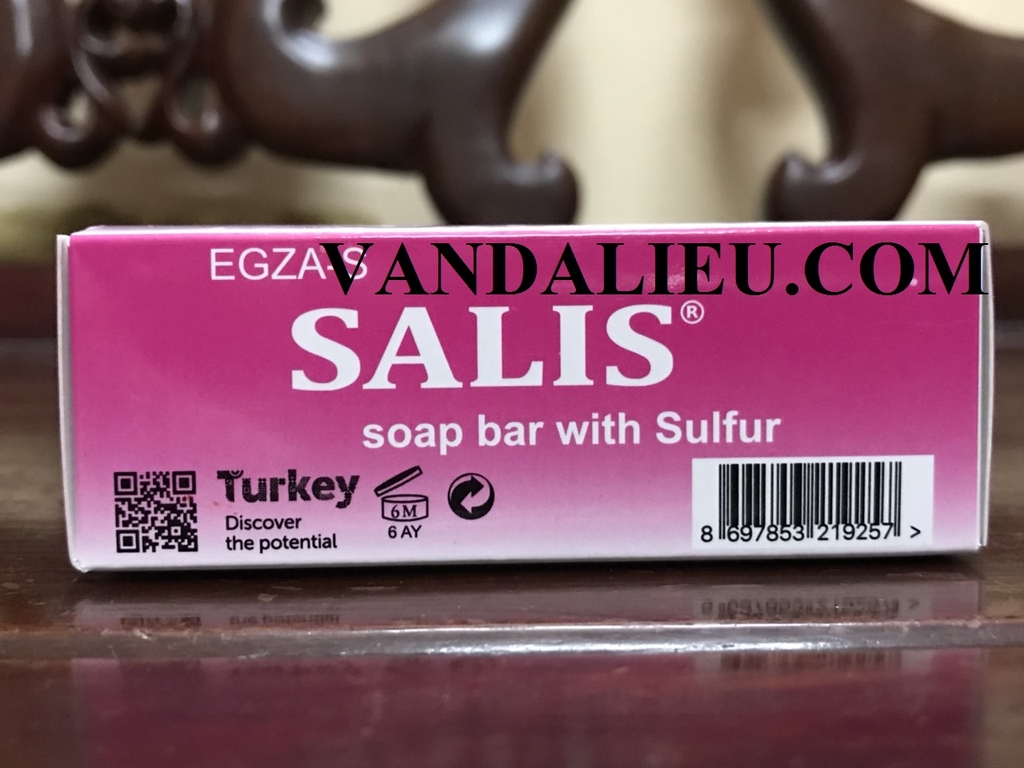 EGZA-S
VANDALIEU.COM
SALIS®
soap bar with Sulfur
Turkey
Discover
the potential
6M
6 AY
8 697853 219257 >